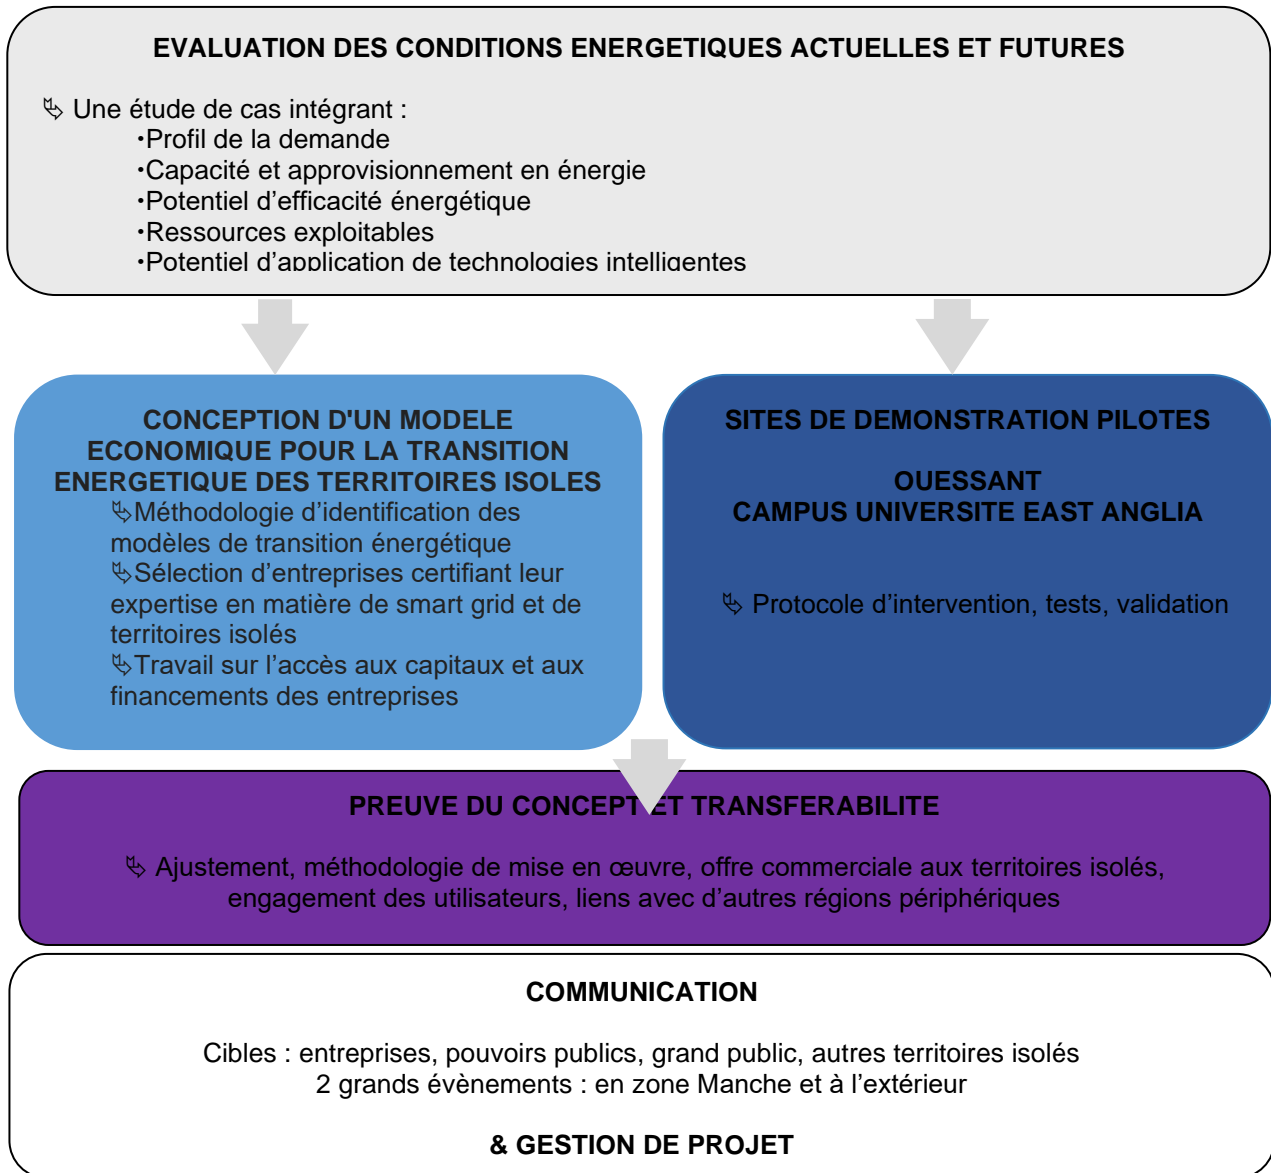 EVALUATION DES CONDITIONS ENERGETIQUES ACTUELLES ET FUTURES
⮱ Une étude de cas intégrant :
·Profil de la demande
·Capacité et approvisionnement en énergie
·Potentiel d’efficacité énergétique
·Ressources exploitables
·Potentiel d’application de technologies intelligentes
CONCEPTION D'UN MODELE
ECONOMIQUE POUR LA TRANSITION
ENERGETIQUE DES TERRITOIRES ISOLES
⮱Méthodologie d’identification des
modèles de transition énergétique
⮱Sélection d’entreprises certifiant leur
expertise en matière de smart grid et de
territoires isolés
⮱Travail sur l’accès aux capitaux et aux
financements des entreprises
SITES DE DEMONSTRATION PILOTES
OUESSANT
CAMPUS UNIVERSITE EAST ANGLIA
⮱ Protocole d’intervention, tests, validation
PREUVE DU CONCEPT ET TRANSFERABILITE
⮱ Ajustement, méthodologie de mise en œuvre, offre commerciale aux territoires isolés,
engagement des utilisateurs, liens avec d’autres régions périphériques
COMMUNICATION
Cibles : entreprises, pouvoirs publics, grand public, autres territoires isolés
2 grands évènements : en zone Manche et à l’extérieur
& GESTION DE PROJET